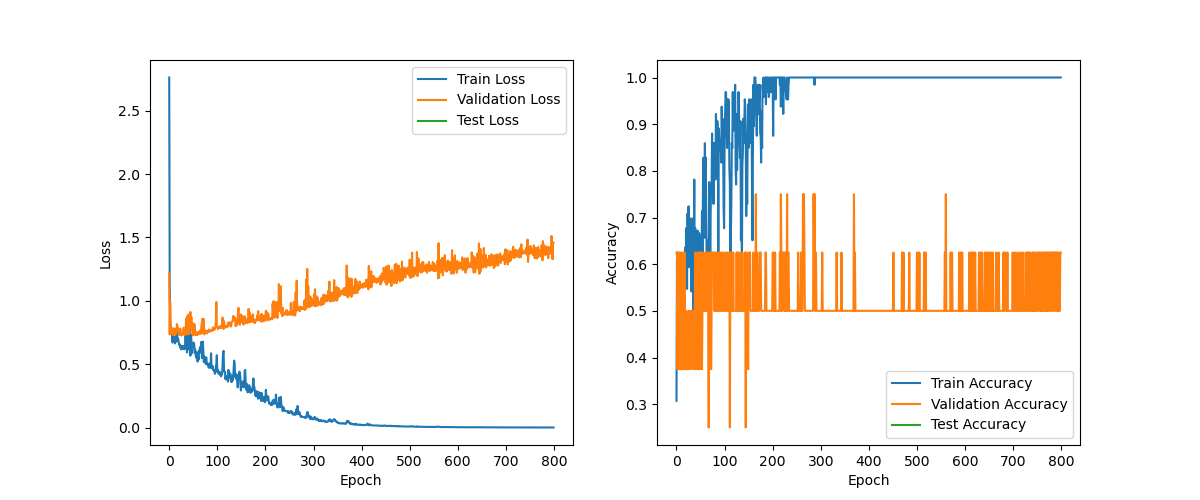 Train Loss
Validation Loss
Test Loss
2.5
2.0
1.5
1.0
0.5
0.0
Loss
0 100 200 300 400 500 600 700 800
Epoch
1.0
0.9
0.8
0.7
0.6
0.5
0.4
0.3
Accuracy
Train Accuracy
Validation Accuracy
Test Accuracy
0 100 200 300 400 500 600 700 800
Epoch